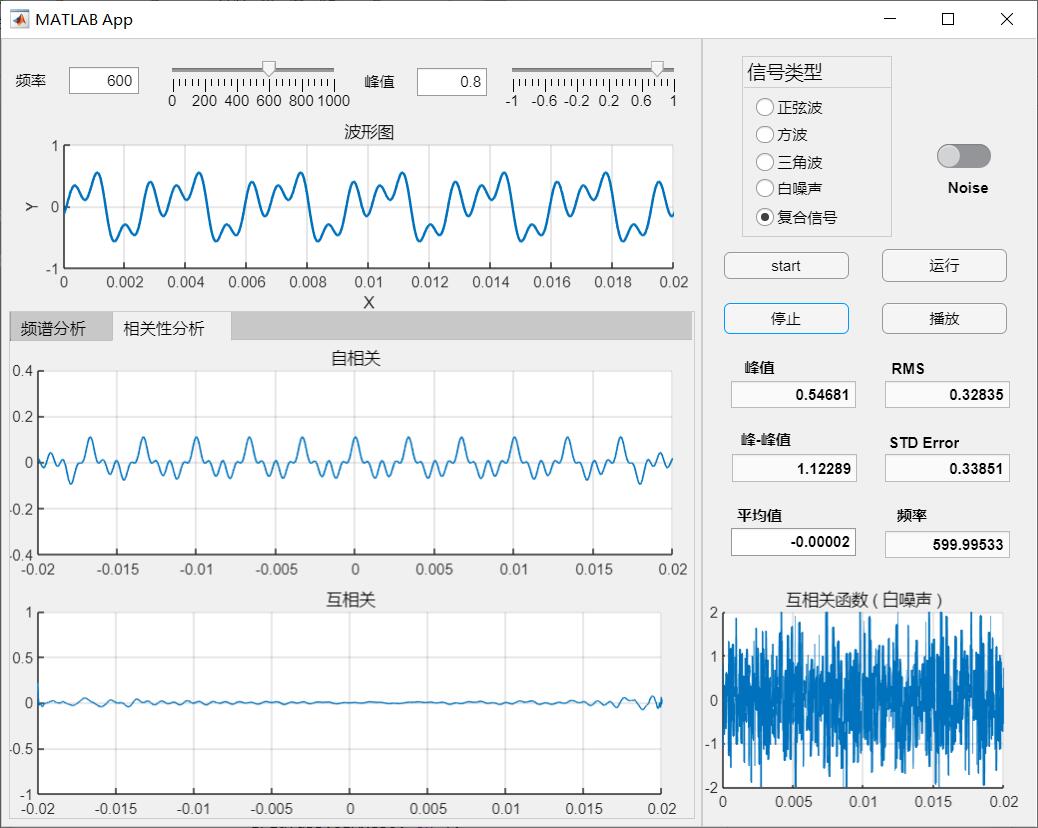 MATLAB App
频率 600 0 200 400 600 800 1000 峰值 0.8 -1 -0.6 -0.2 0.2 0.6 1
波形图
1
Y 0
-1
0 0.002 0.004 0.006 0.008 0.01 0.012 0.014 0.016 0.018 0.02
X
频谱分析 相关性分析
自相关
0.4
0.2
0
-0.2
-0.4
-0.02 -0.015 -0.01 -0.005 0 0.005 0.01 0.015 0.02
互相关
1
0.5
0
-0.5
-1
-0.02 -0.015 -0.01 -0.005 0 0.005 0.01 0.015 0.02
信号类型
正弦波
方波
三角波
白噪声
复合信号
Noise
start 运行
停止 播放
峰值 RMS
0.54681 0.32835
峰-峰值 STD Error
1.12289 0.33851
平均值 频率
-0.00002 599.99533
互相关函数 ( 白噪声 )
2
1
0
-1
-2
0 0.005 0.01 0.015 0.02